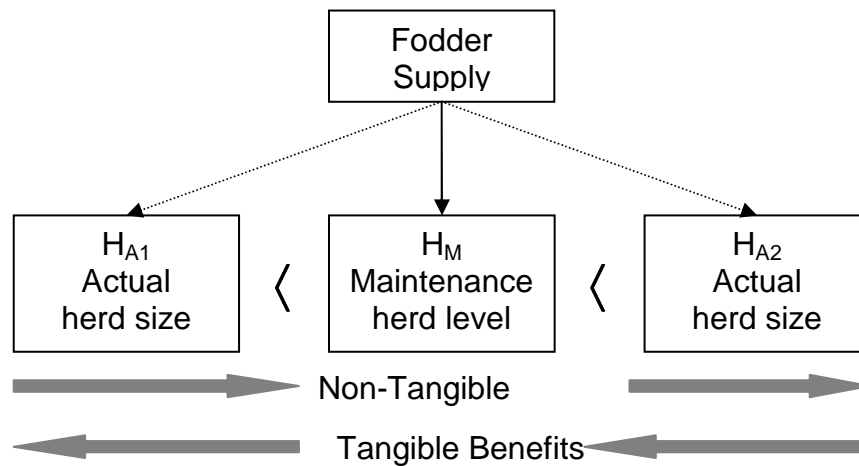 Fodder
Supply
H_A1
Actual
herd size
<
H_M
Maintenance
herd level
<
H_A2
Actual
herd size
Non-Tangible
Tangible Benefits